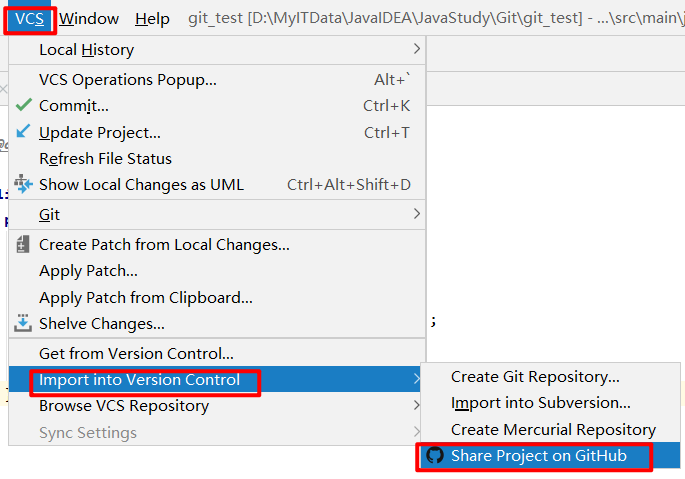 VCS Window Help git_test [D:\MyITData\JavaIDEA\JavaStudy\Git\git_test] - ...\src\main\j
Local History
VCS Operations Popup... Alt+`
Commit... Ctrl+K
Update Project... Ctrl+T
Refresh File Status
Show Local Changes as UML Ctrl+Alt+Shift+D
Git
Create Patch from Local Changes...
Apply Patch...
Apply Patch from Clipboard...
Shelve Changes...
;
Get from Version Control...
Import into Version Control
Create Git Repository...
Browse VCS Repository
Import into Subversion...
Sync Settings
Create Mercurial Repository
Share Project on GitHub